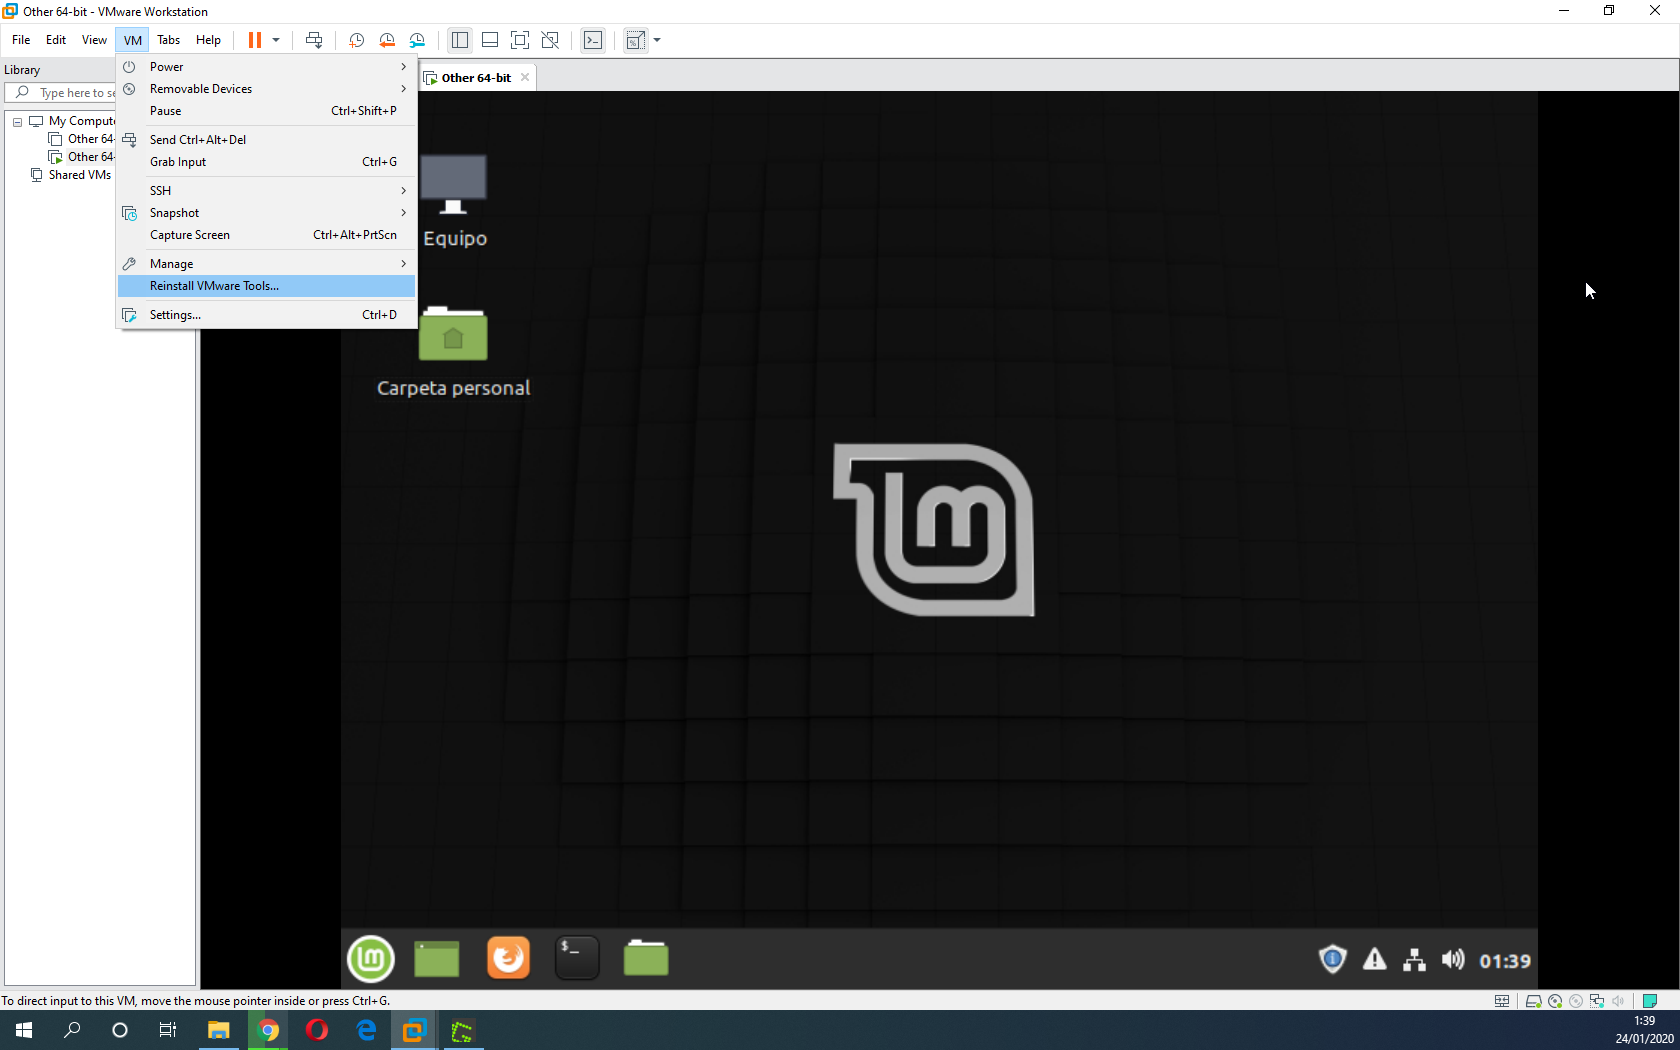 Other 64-bit - VMware Workstation
File Edit View VM Tabs Help
Library
Other 64-bit
Type here to se
My Compute
Other 64-
Other 64-
Shared VMs
Power
Removable Devices
Pause Ctrl+Shift+P
Send Ctrl+Alt+Del
Grab Input Ctrl+G
SSH
Snapshot
Capture Screen Ctrl+Alt+PrtScn
Manage
Reinstall VMware Tools...
Settings... Ctrl+D
Equipo
Carpeta personal
lm
lm
$_
01:39
To direct input to this VM, move the mouse pointer inside or press Ctrl+G.
1:39
24/01/2020